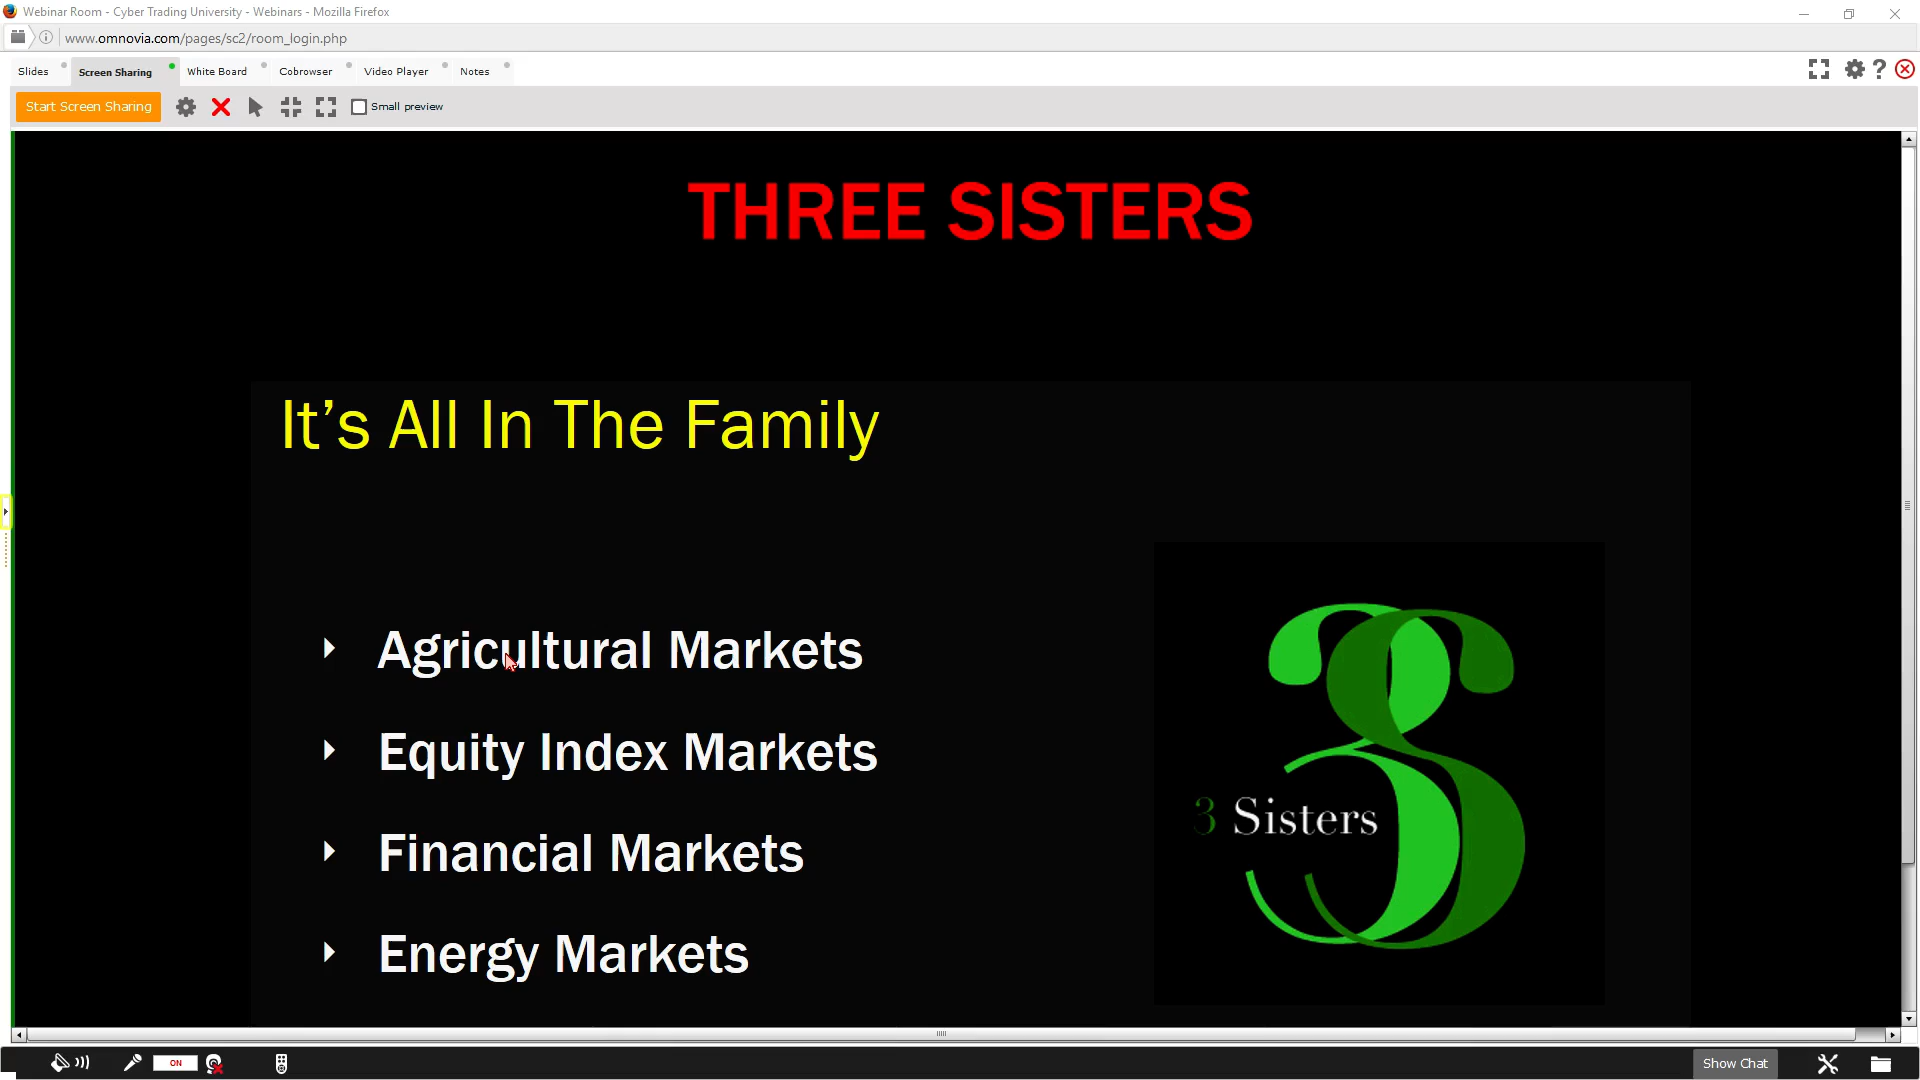 Webinar Room - Cyber Trading University - Webinars - Mozilla Firefox
www.omnovia.com/pages/sc2/room_login.php
Slides Screen Sharing White Board Cobrowser Video Player Notes
Start Screen Sharing Small preview
THREE SISTERS
It's All In The Family
Agricultural Markets
Equity Index Markets
Financial Markets
Energy Markets
3 Sisters
ON
Show Chat